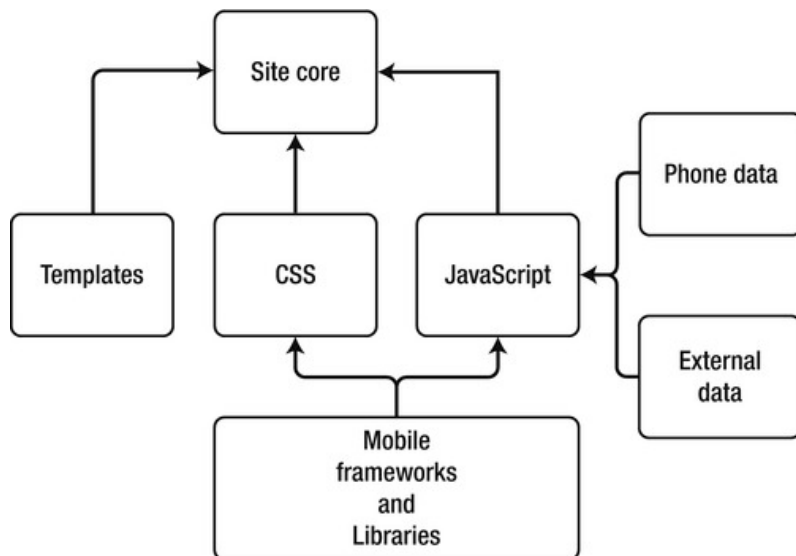 Site core
Phone data
Templates
CSS
JavaScript
External
data
Mobile
frameworks
and
Libraries